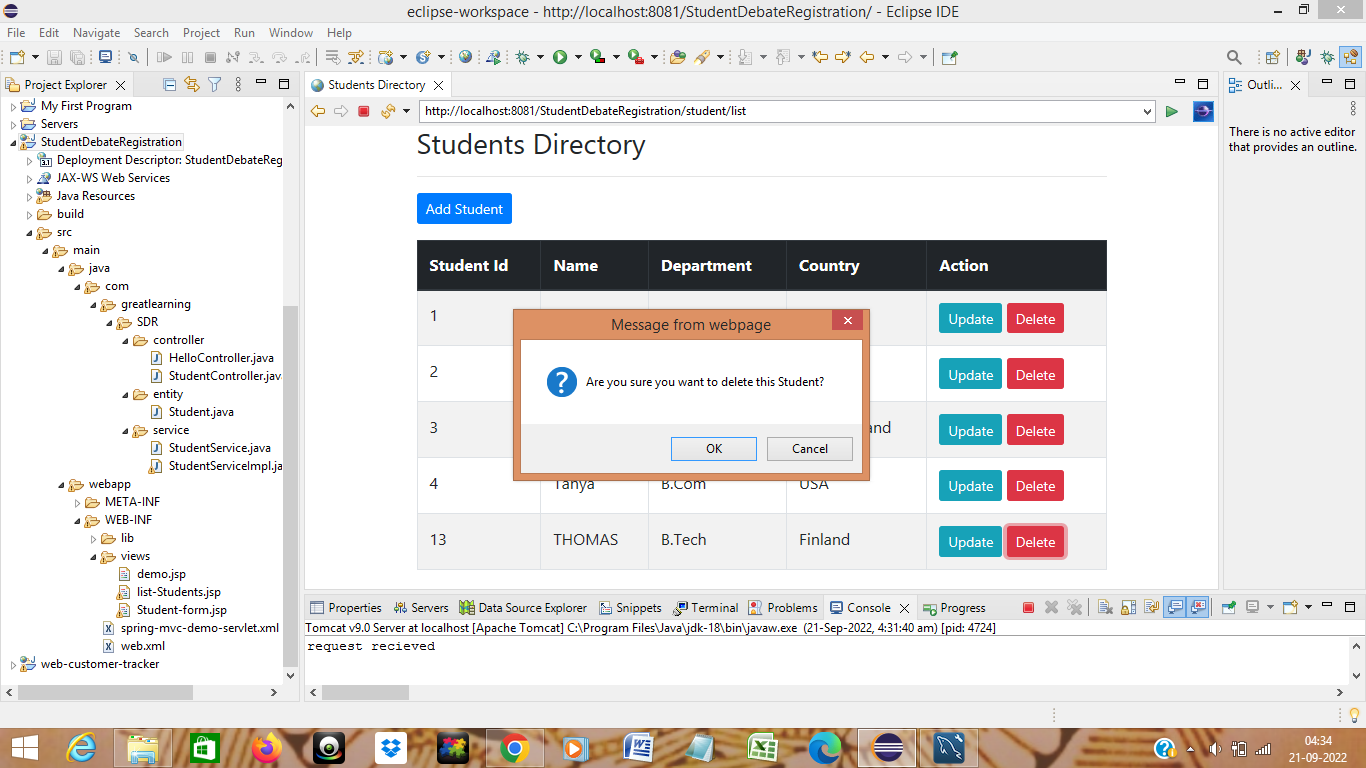 eclipse-workspace - http://localhost:8081/StudentDebateRegistration/ - Eclipse IDE
File Edit Navigate Search Project Run Window Help
Project Explorer
My First Program
Servers
StudentDebateRegistration
Deployment Descriptor: StudentDebateReg
JAX-WS Web Services
Java Resources
build
src
main
java
com
greatlearning
SDR
controller
HelloController.java
StudentController.jav
entity
Student.java
service
StudentService.java
StudentServiceImpl.ja
webapp
META-INF
WEB-INF
lib
views
demo.jsp
list-Students.jsp
Student-form.jsp
spring-mvc-demo-servlet.xml
web.xml
web-customer-tracker
Students Directory
http://localhost:8081/StudentDebateRegistration/student/list
Students Directory
Add Student
Student Id Name Department Country Action
1 Update Delete
2 Update Delete
3 and Update Delete
4 Tanya B.Com USA Update Delete
13 THOMAS B.Tech Finland Update Delete
Message from webpage
Are you sure you want to delete this Student?
OK Cancel
Outli...
There is no active editor
that provides an outline.
Properties Servers Data Source Explorer Snippets Terminal Problems Console Progress
Tomcat v9.0 Server at localhost [Apache Tomcat] C:\Program Files\Java\jdk-18\bin\javaw.exe (21-Sep-2022, 4:31:40 am) [pid: 4724]
request recieved
04:34
21-09-2022